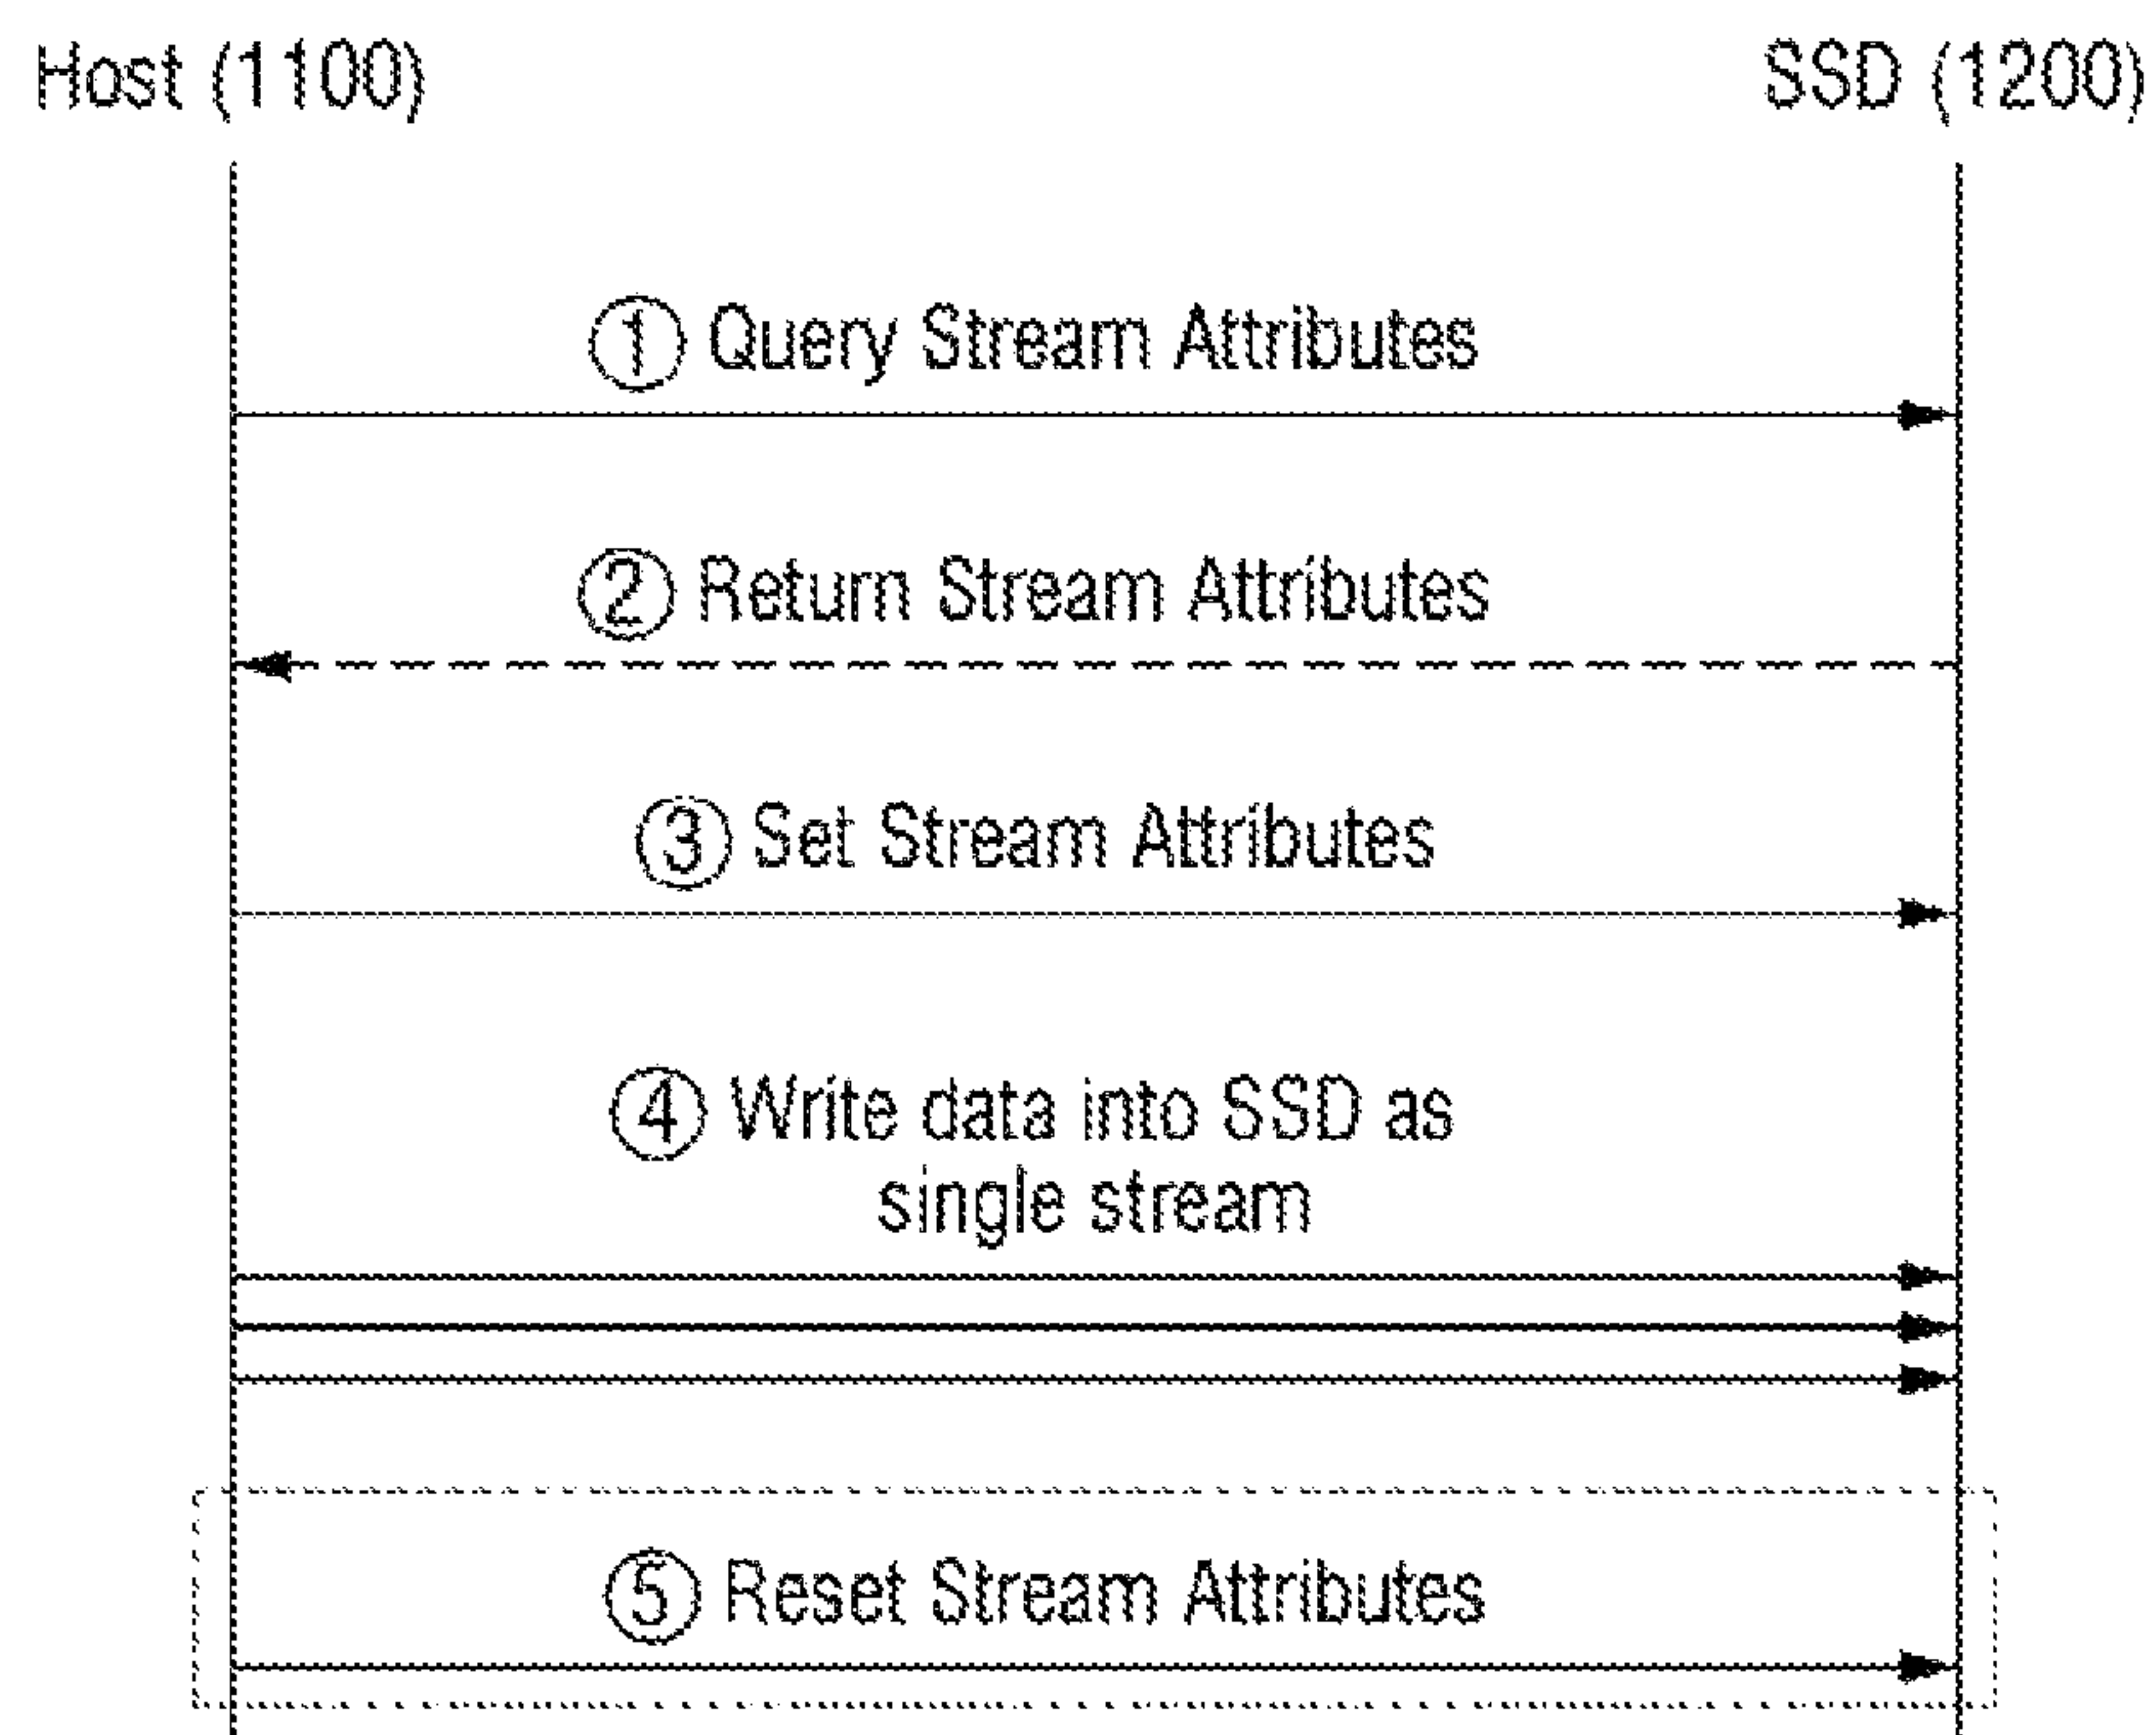 Host (1100) SSD (1200)
① Query Stream Attributes
② Return Stream Attributes
③ Set Stream Attributes
④ Write data into SSD as
single stream
⑤ Reset Stream Attributes